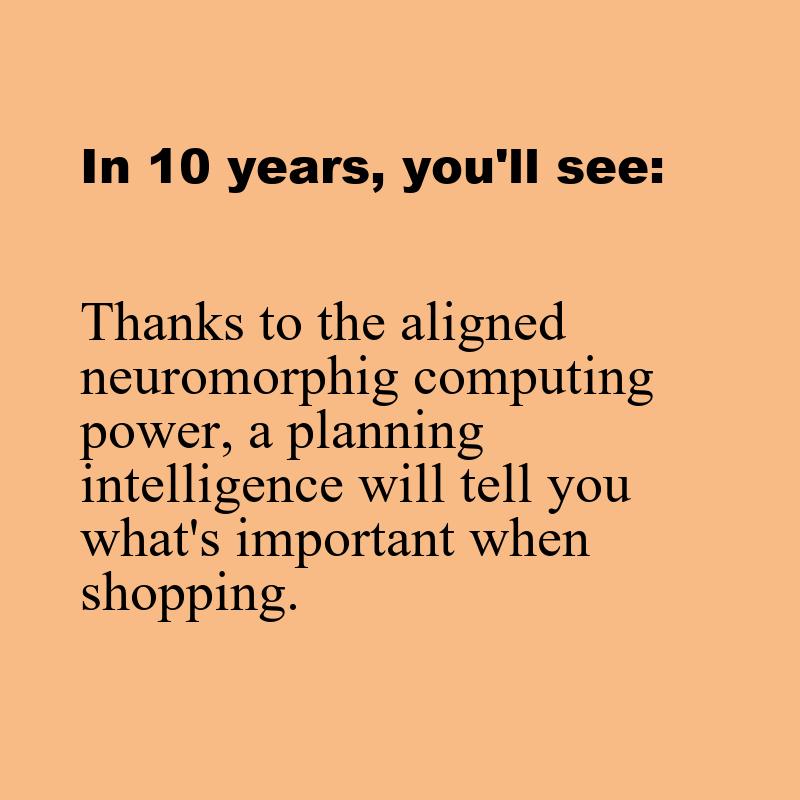 In 10 years, you'll see:
Thanks to the aligned
neuromorphig computing
power, a planning
intelligence will tell you
what's important when
shopping.